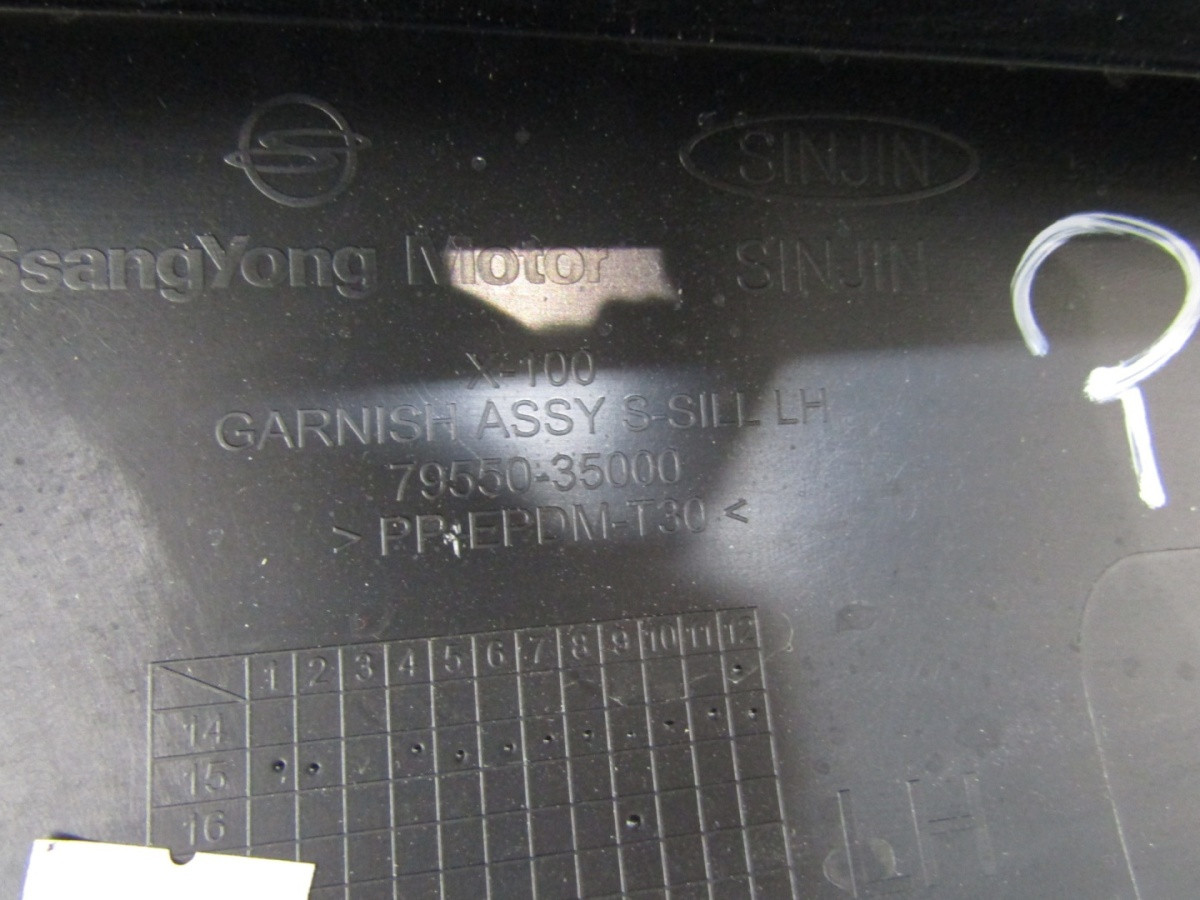 SINJIN
SsangYong Motor SINJIN
X-100
GARNISH ASSY S-SILL LH
79550-35000
> PP+EPDM-T30 <
1 2 3 4 5 6 7 8 9 10 11 12
14
15
16
LH